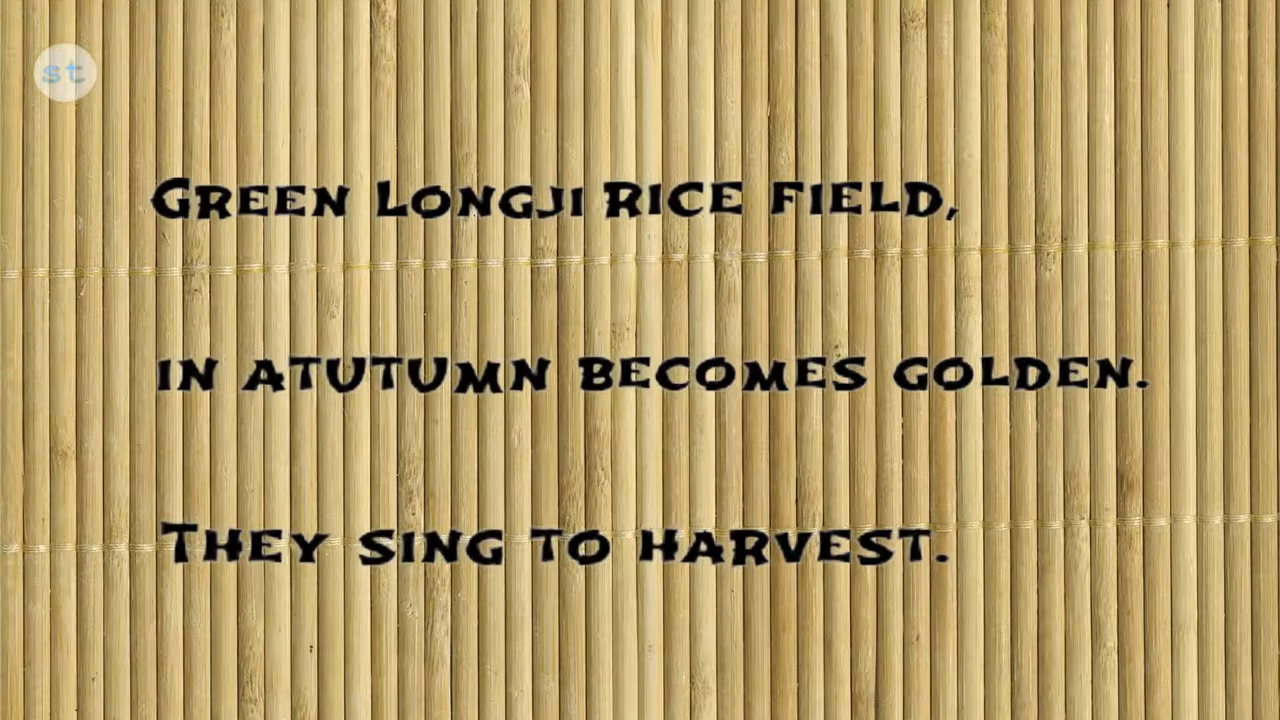 st
Green Longji rice field,
in atutumn becomes golden.
They sing to harvest.